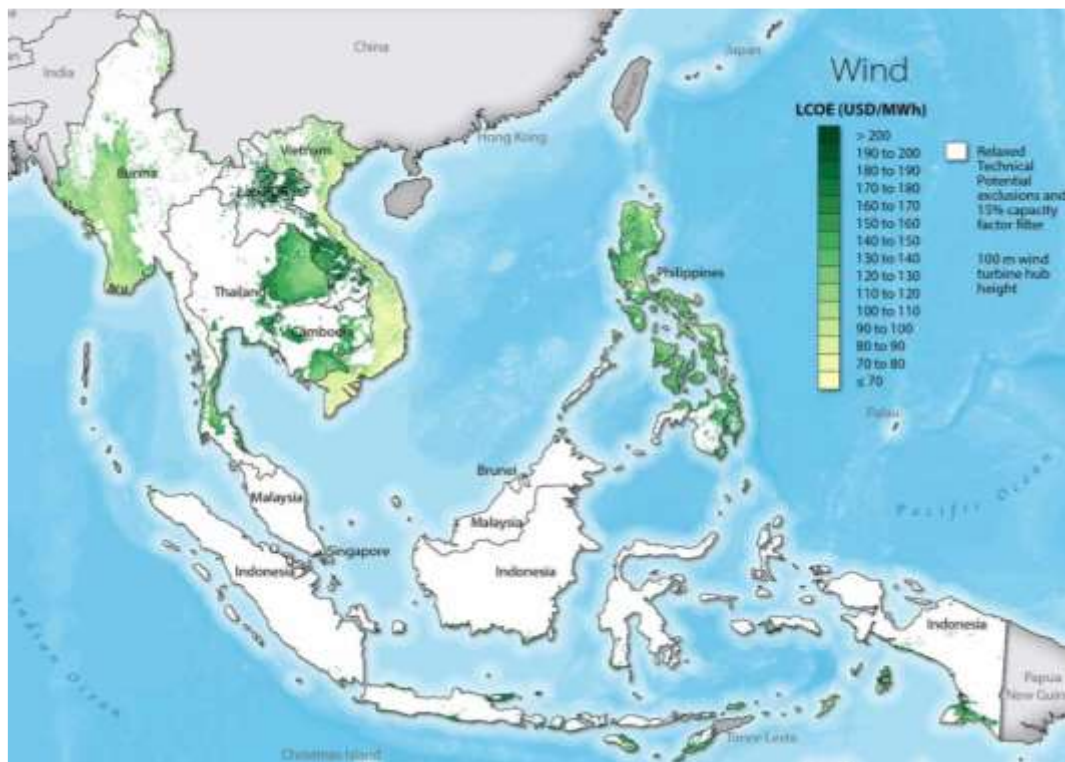 Wind
LCOE (USD/MWh)
> 200
190 to 200
180 to 190
170 to 180
160 to 170
150 to 160
140 to 150
130 to 140
120 to 130
110 to 120
100 to 110
90 to 100
80 to 90
70 to 80
≤ 70
Relaxed
Technical
Potential
exclusions and
15% capacity
factor filter
100 m wind
turbine hub
height
China
Japan
India
Hong Kong
Vietnam
Burma
Philippines
Thailand
Cambodia
Palau
Brunei
Malaysia
Malaysia
Singapore
Indonesia
Indonesia
Indonesia
Pacific Ocean
Indian Ocean
Papua
New Guin
Timor Leste
Christmas Island